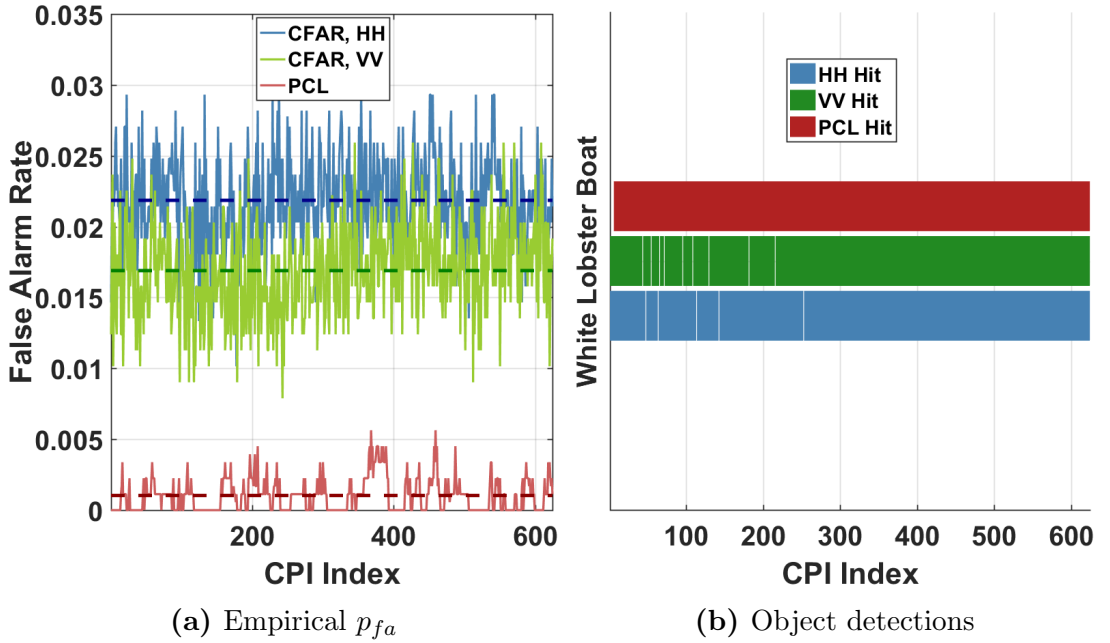 0.035
0.03
0.025
0.02
0.015
0.01
0.005
0
False Alarm Rate
CFAR, HH
CFAR, VV
PCL
200
400
600
CPI Index
(a) Empirical p_{fa}
White Lobster Boat
HH Hit
VV Hit
PCL Hit
100
200
300
400
500
600
CPI Index
(b) Object detections